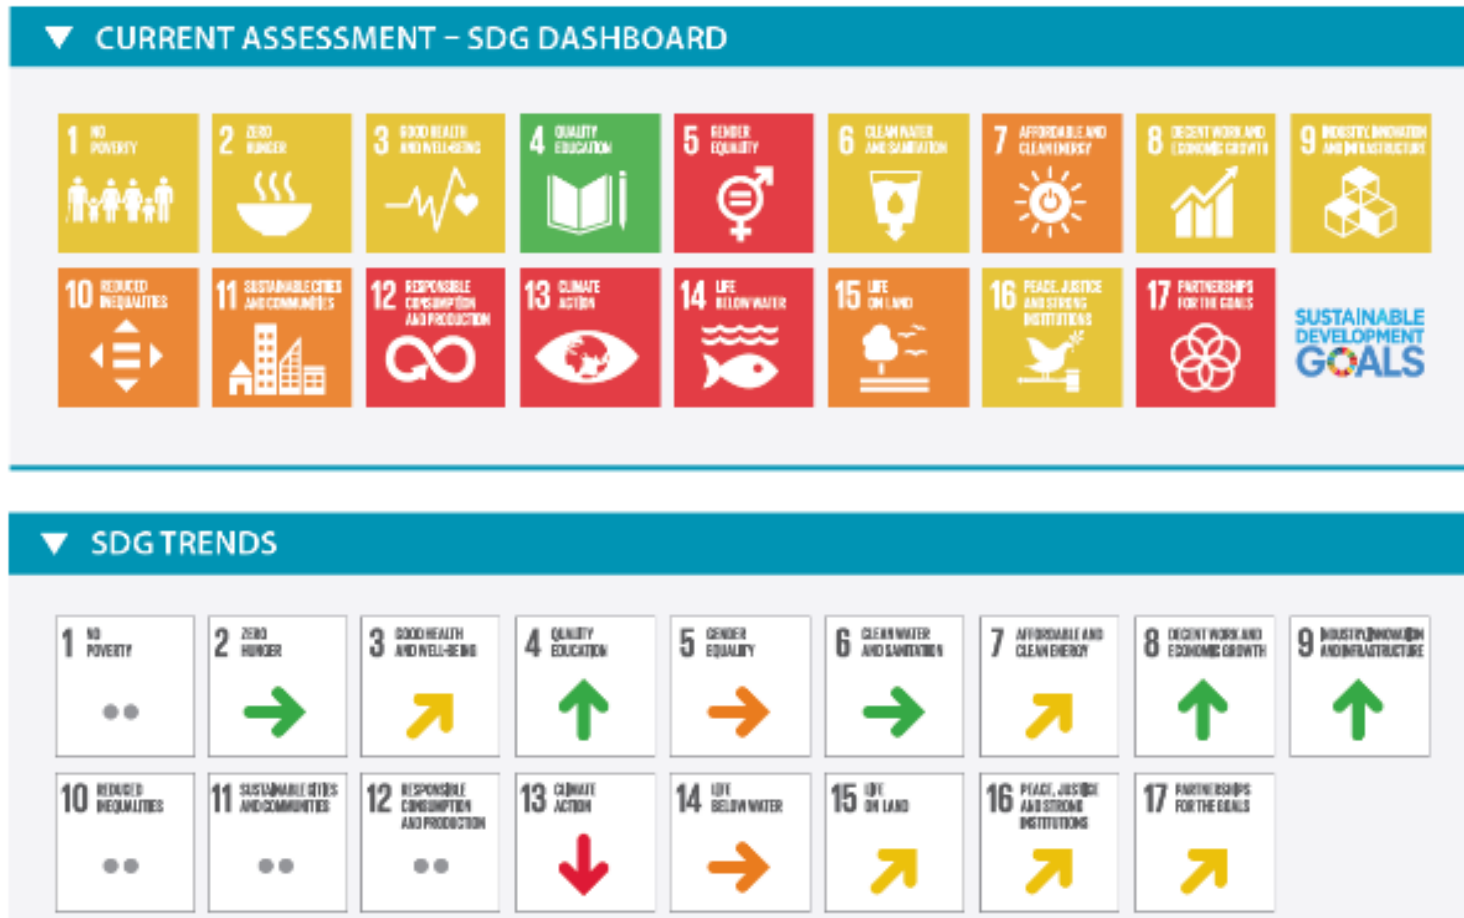 CURRENT ASSESSMENT – SDG DASHBOARD
1 NO POVERTY
2 ZERO HUNGER
3 GOOD HEALTH AND WELL-BEING
4 QUALITY EDUCATION
5 GENDER EQUALITY
6 CLEAN WATER AND SANITATION
7 AFFORDABLE AND CLEAN ENERGY
8 DECENT WORK AND ECONOMIC GROWTH
9 INDUSTRY, INNOVATION AND INFRASTRUCTURE
10 REDUCED INEQUALITIES
11 SUSTAINABLE CITIES AND COMMUNITIES
12 RESPONSIBLE CONSUMPTION AND PRODUCTION
13 CLIMATE ACTION
14 LIFE BELOW WATER
15 LIFE ON LAND
16 PEACE, JUSTICE AND STRONG INSTITUTIONS
17 PARTNERSHIPS FOR THE GOALS
SUSTAINABLE
DEVELOPMENT
GOALS
SDG TRENDS
1 NO POVERTY
2 ZERO HUNGER
3 GOOD HEALTH AND WELL-BEING
4 QUALITY EDUCATION
5 GENDER EQUALITY
6 CLEAN WATER AND SANITATION
7 AFFORDABLE AND CLEAN ENERGY
8 DECENT WORK AND ECONOMIC GROWTH
9 INDUSTRY, INNOVATION AND INFRASTRUCTURE
10 REDUCED INEQUALITIES
11 SUSTAINABLE CITIES AND COMMUNITIES
12 RESPONSIBLE CONSUMPTION AND PRODUCTION
13 CLIMATE ACTION
14 LIFE BELOW WATER
15 LIFE ON LAND
16 PEACE, JUSTICE AND STRONG INSTITUTIONS
17 PARTNERSHIPS FOR THE GOALS